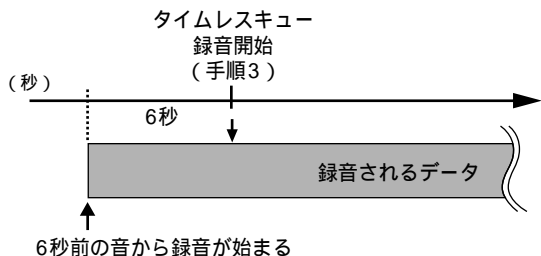 タイムレスキュー
録音開始
（手順3）
（秒）
6秒
録音されるデータ
6秒前の音から録音が始まる